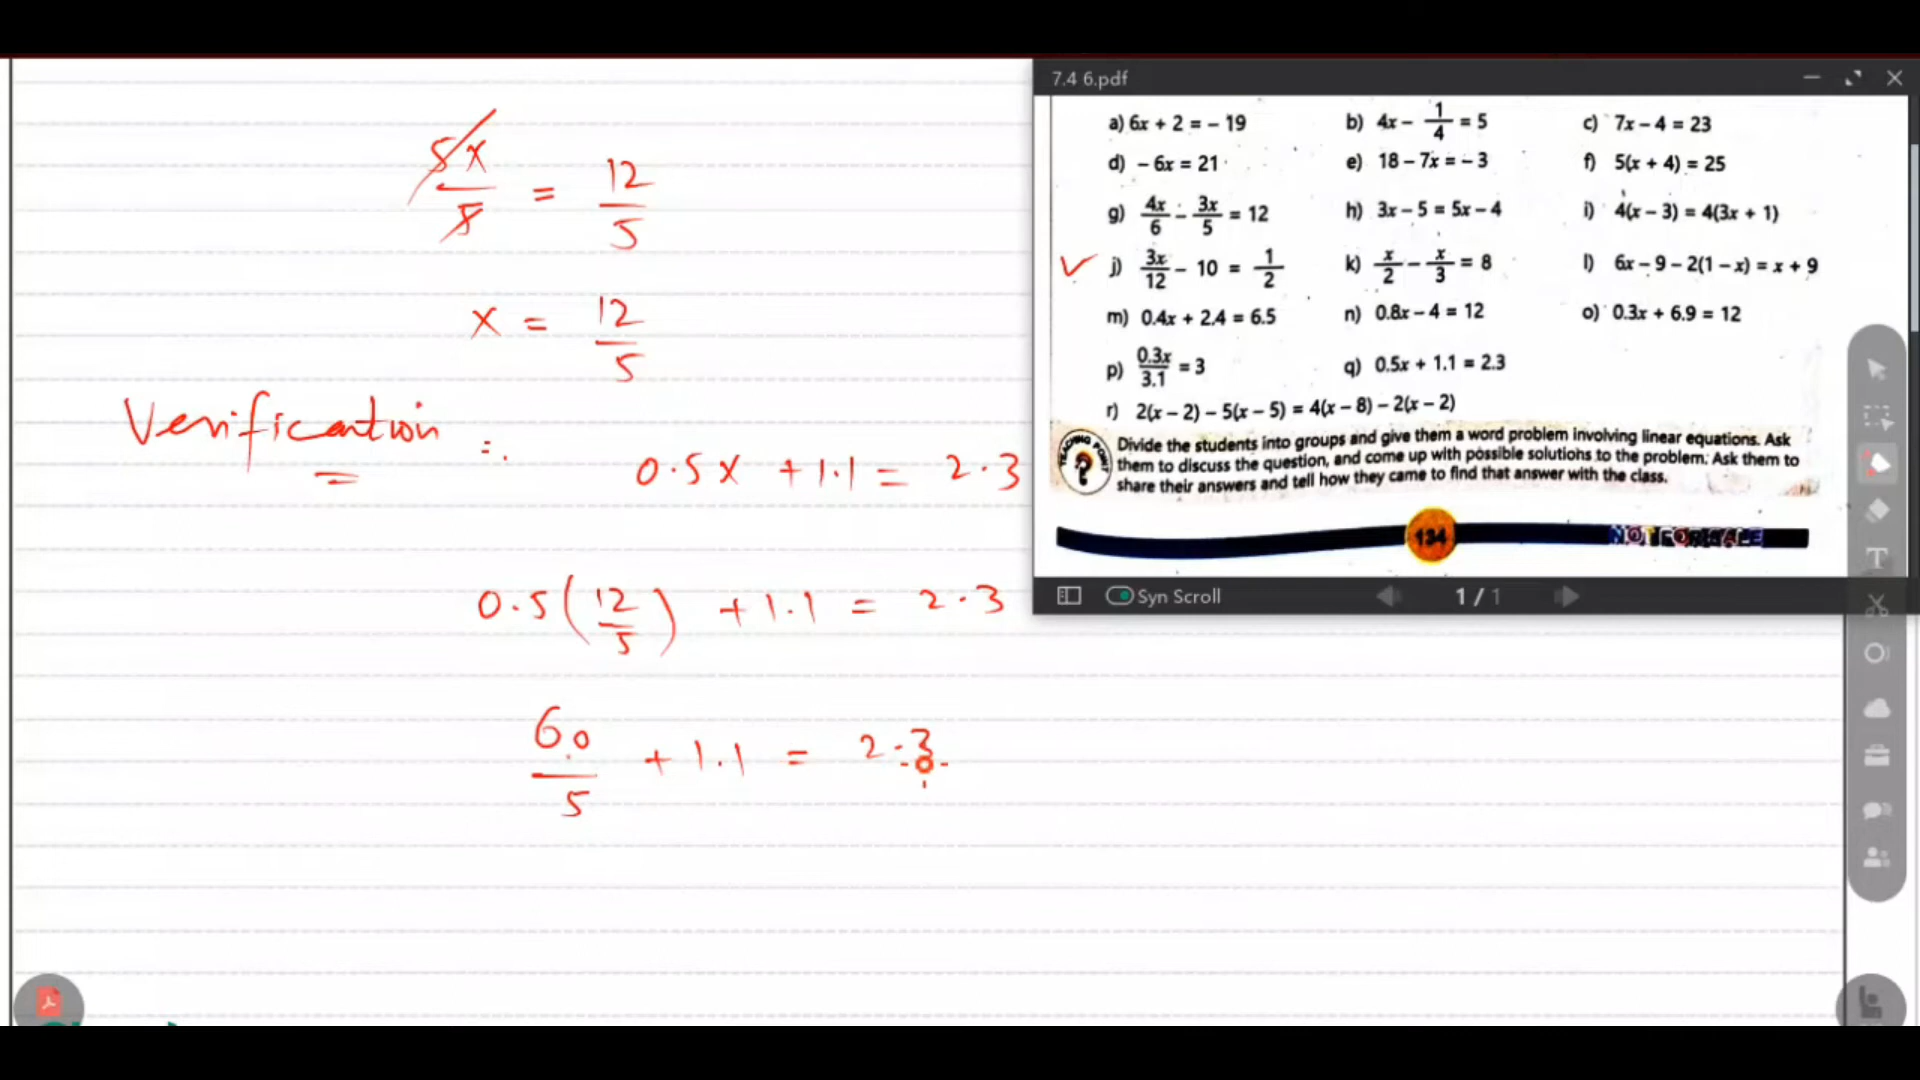 5x/5 = 12/5
x = 12/5
Verification :.
0.5x + 1.1 = 2.3
0.5(12/5) + 1.1 = 2.3
6.0/5 + 1.1 = 2.3
7.4 6.pdf
a) 6x + 2 = – 19
b) 4x – 1/4 = 5
c) 7x – 4 = 23
d) – 6x = 21
e) 18 – 7x = – 3
f) 5(x + 4) = 25
g) 4x/6 – 3x/5 = 12
h) 3x – 5 = 5x – 4
i) 4(x – 3) = 4(3x + 1)
✓ j) 3x/12 – 10 = 1/2
k) x/2 – x/3 = 8
l) 6x – 9 – 2(1 – x) = x + 9
m) 0.4x + 2.4 = 6.5
n) 0.8x – 4 = 12
o) 0.3x + 6.9 = 12
p) 0.3x/3.1 = 3
q) 0.5x + 1.1 = 2.3
r) 2(x – 2) – 5(x – 5) = 4(x – 8) – 2(x – 2)
TEACHING POINT
?
Divide the students into groups and give them a word problem involving linear equations. Ask
them to discuss the question, and come up with possible solutions to the problem. Ask them to
share their answers and tell how they came to find that answer with the class.
134
NOT FOR SALE
Syn Scroll
1 / 1
T